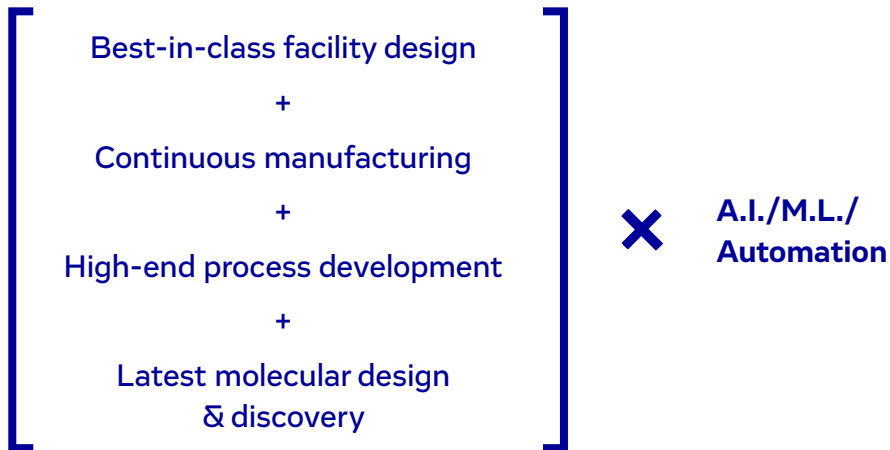 Best-in-class facility design
+
Continuous manufacturing
+
High-end process development
+
Latest molecular design
& discovery
×
A.I./M.L./
Automation